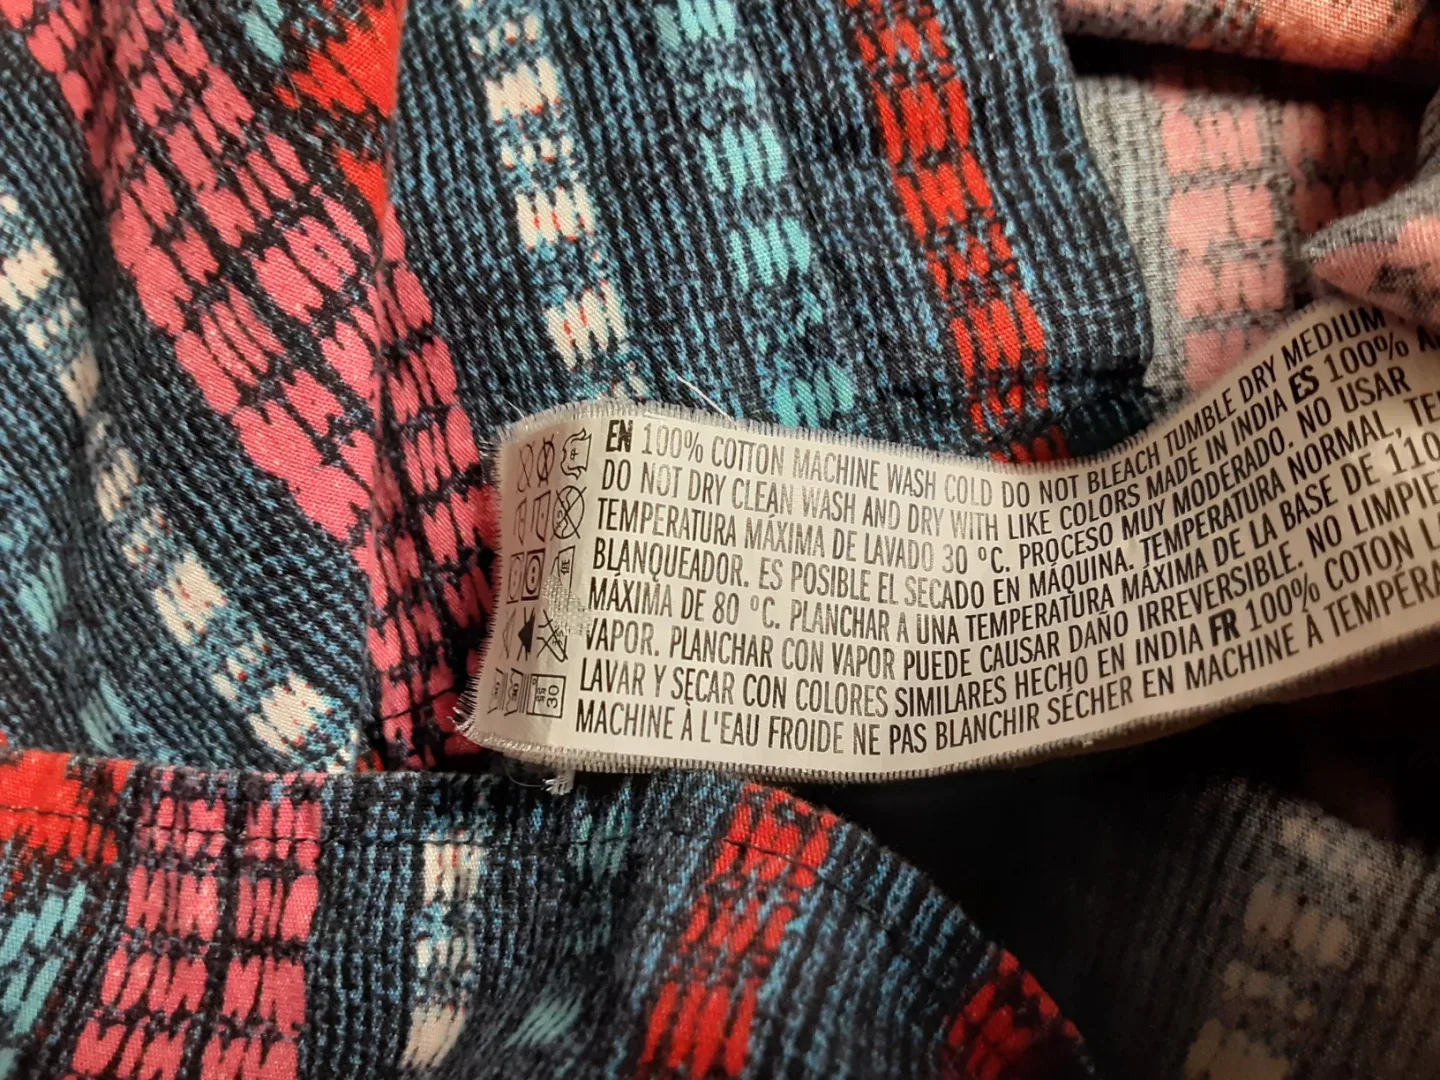 EN 100% COTTON MACHINE WASH COLD DO NOT BLEACH TUMBLE DRY MEDIUM
DO NOT DRY CLEAN WASH AND DRY WITH LIKE COLORS MADE IN INDIA ES 100%
TEMPERATURA MÁXIMA DE LAVADO 30 °C. PROCESO MUY MODERADO. NO USAR
BLANQUEADOR. ES POSIBLE EL SECADO EN MÁQUINA. TEMPERATURA NORMAL,
MÁXIMA DE 80 °C. PLANCHAR A UNA TEMPERATURA MÁXIMA DE LA BASE DE 110
VAPOR. PLANCHAR CON VAPOR PUEDE CAUSAR DAÑO IRREVERSIBLE. NO
LAVAR Y SECAR CON COLORES SIMILARES HECHO EN INDIA FR 100% COTON
MACHINE À L'EAU FROIDE NE PAS BLANCHIR SÉCHER EN MACHINE À
30